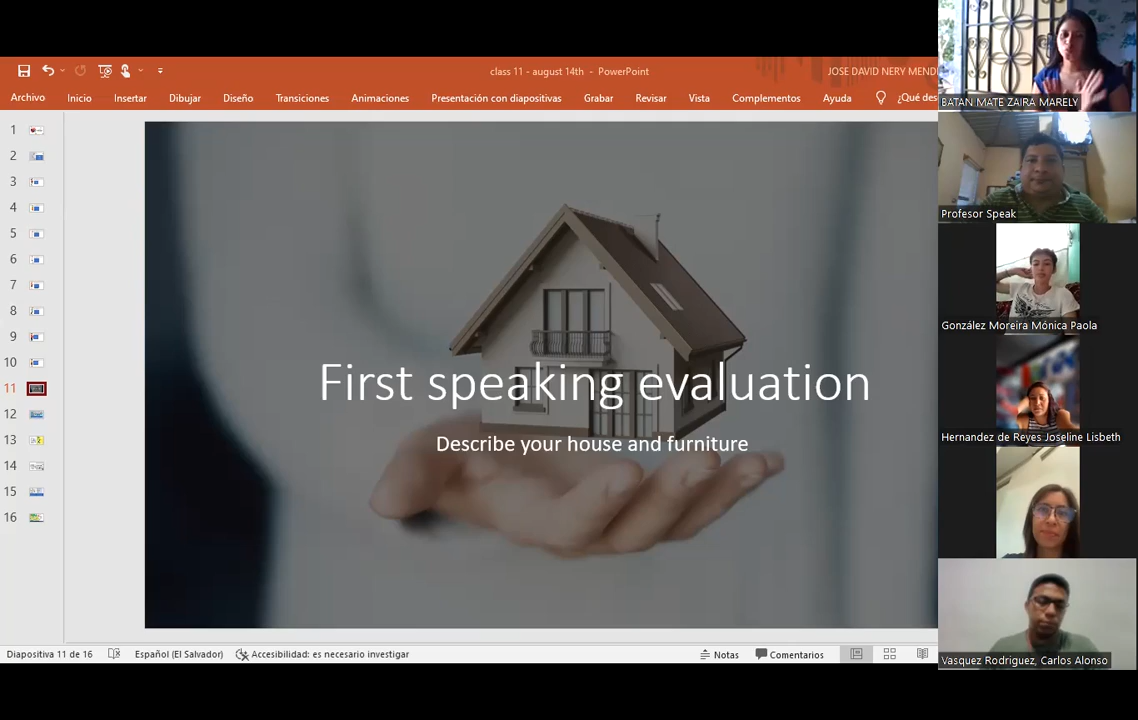 class 11 - august 14th - PowerPoint
JOSE DAVID NERY MENDE
Archivo Inicio Insertar Dibujar Diseño Transiciones Animaciones Presentación con diapositivas Grabar Revisar Vista Complementos Ayuda ¿Qué des
1
2
3
4
5
6
7
8
9
10
11
12
13
14
15
16
First speaking evaluation
Describe your house and furniture
Diapositiva 11 de 16 Español (El Salvador) Accesibilidad: es necesario investigar Notas Comentarios
BATAN MATE ZAIRA MARELY
Profesor Speak
González Moreira Mónica Paola
Hernandez de Reyes Joseline Lisbeth
Vasquez Rodriguez, Carlos Alonso